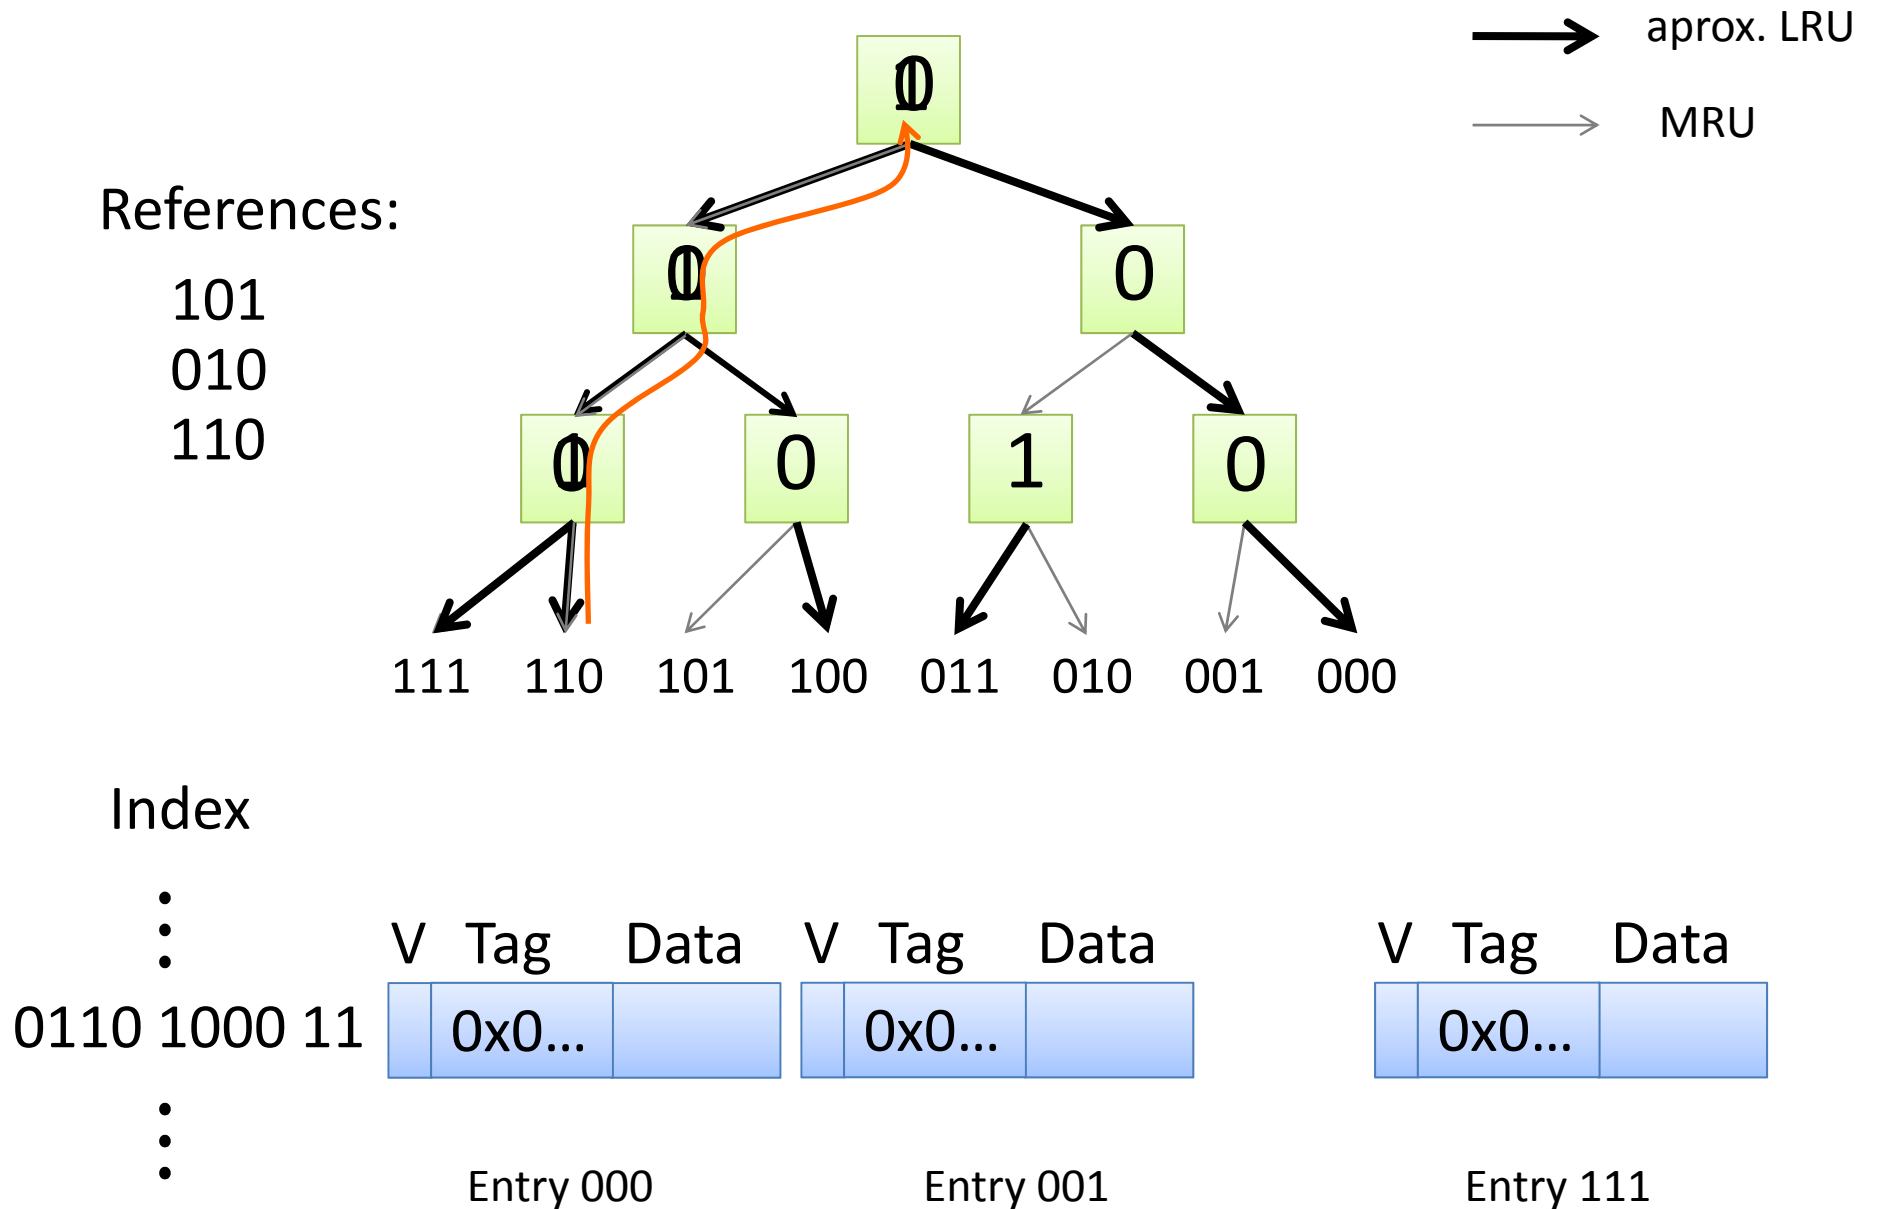 aprox. LRU
MRU
References:
101
010
110
0
1
0
0 0
111 110 101 100 011 010 001 000
Index
V Tag Data V Tag Data V Tag Data
0110 1000 11 0x0... 0x0... 0x0...
Entry 000 Entry 001 Entry 111